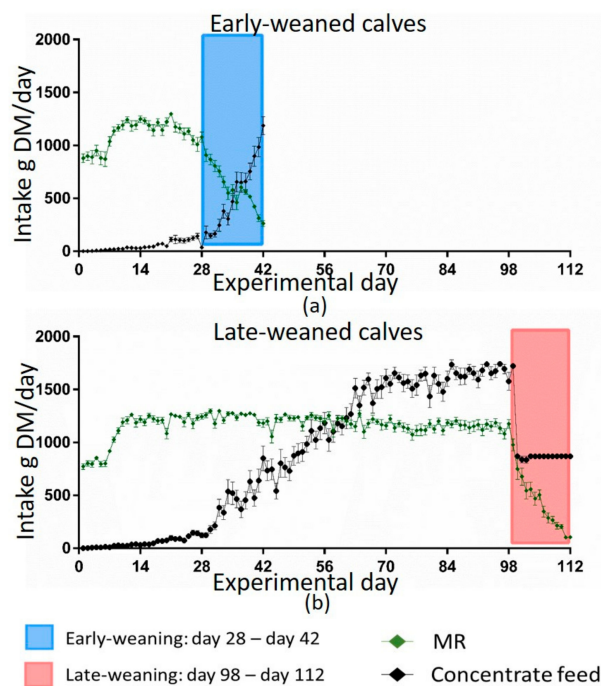 Early-weaned calves
Intake g DM/day
2000
1500
1000
500
0
0 14 28 42 56 70 84 98 112
Experimental day
(a)
Late-weaned calves
Intake g DM/day
2000
1500
1000
500
0
0 14 28 42 56 70 84 98 112
Experimental day
(b)
Early-weaning: day 28 – day 42
MR
Late-weaning: day 98 – day 112
Concentrate feed